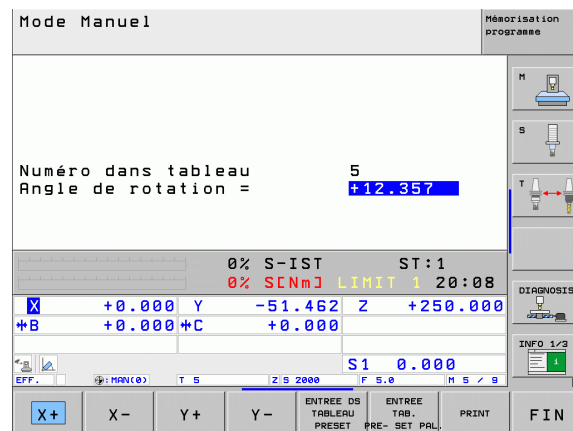 Mode Manuel
Mémorisation
programme
M
S
T
Numéro dans tableau 5
Angle de rotation = +12.357
0% S-IST ST:1
0% S[Nm] LIMIT 1 20:08
DIAGNOSIS
X +0.000 Y -51.462 Z +250.000
B +0.000 C +0.000
INFO 1/3
S1 0.000
EFF. : MAN(0) T 5 Z S 2000 F 5.0 M 5 / 9
X+ X- Y+ Y- ENTREE DS TABLEAU PRESET ENTREE TAB. PRE- SET PAL. PRINT FIN